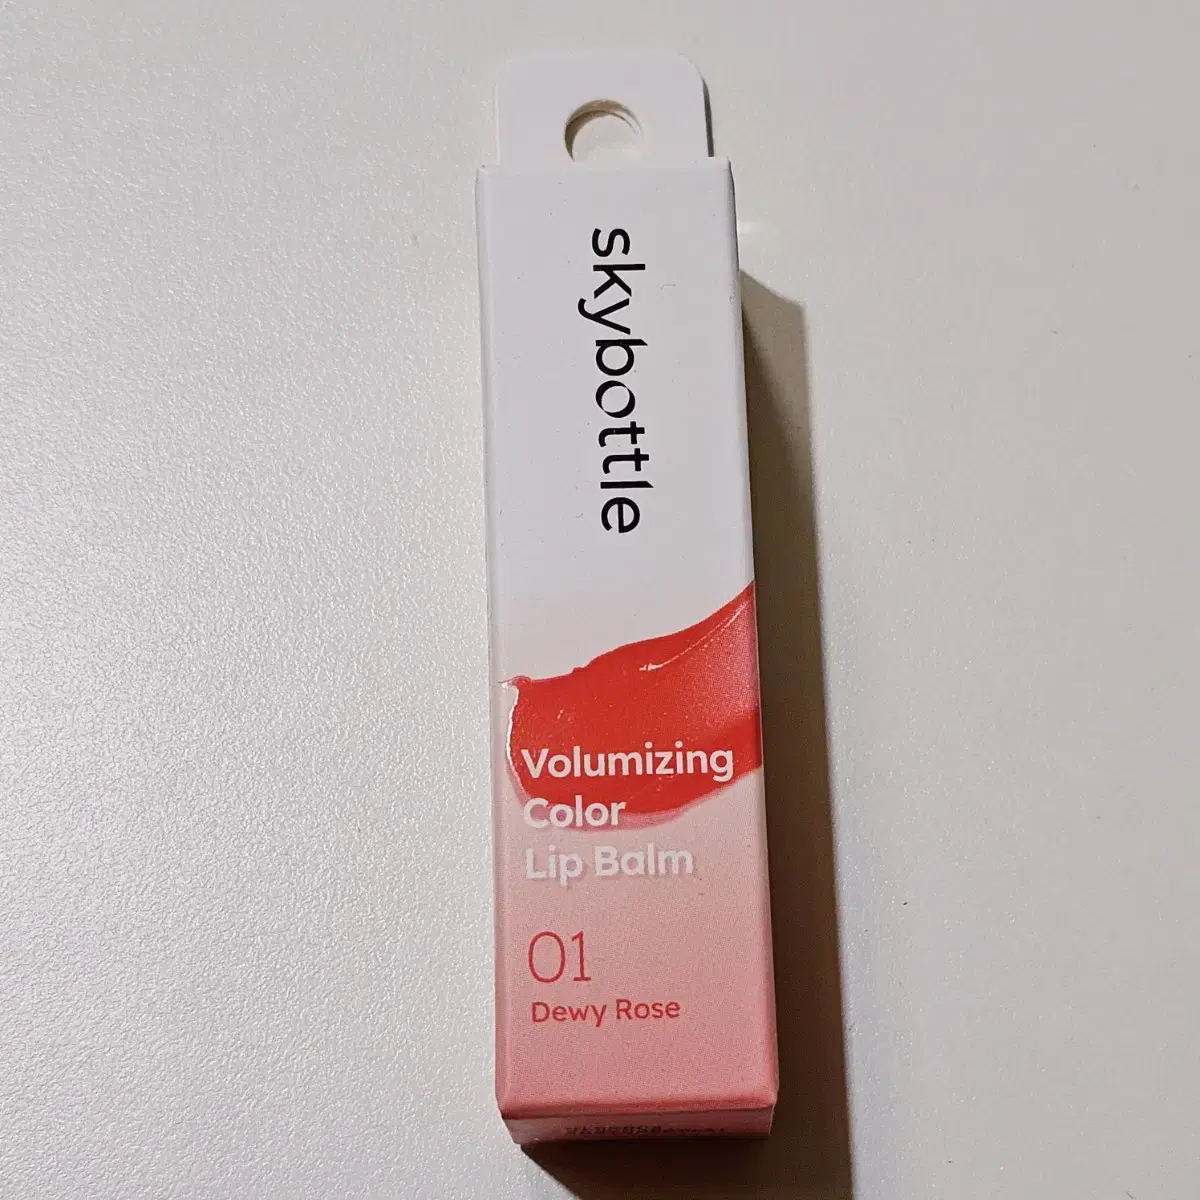 skybottle
Volumizing
Color
Lip Balm
01
Dewy Rose